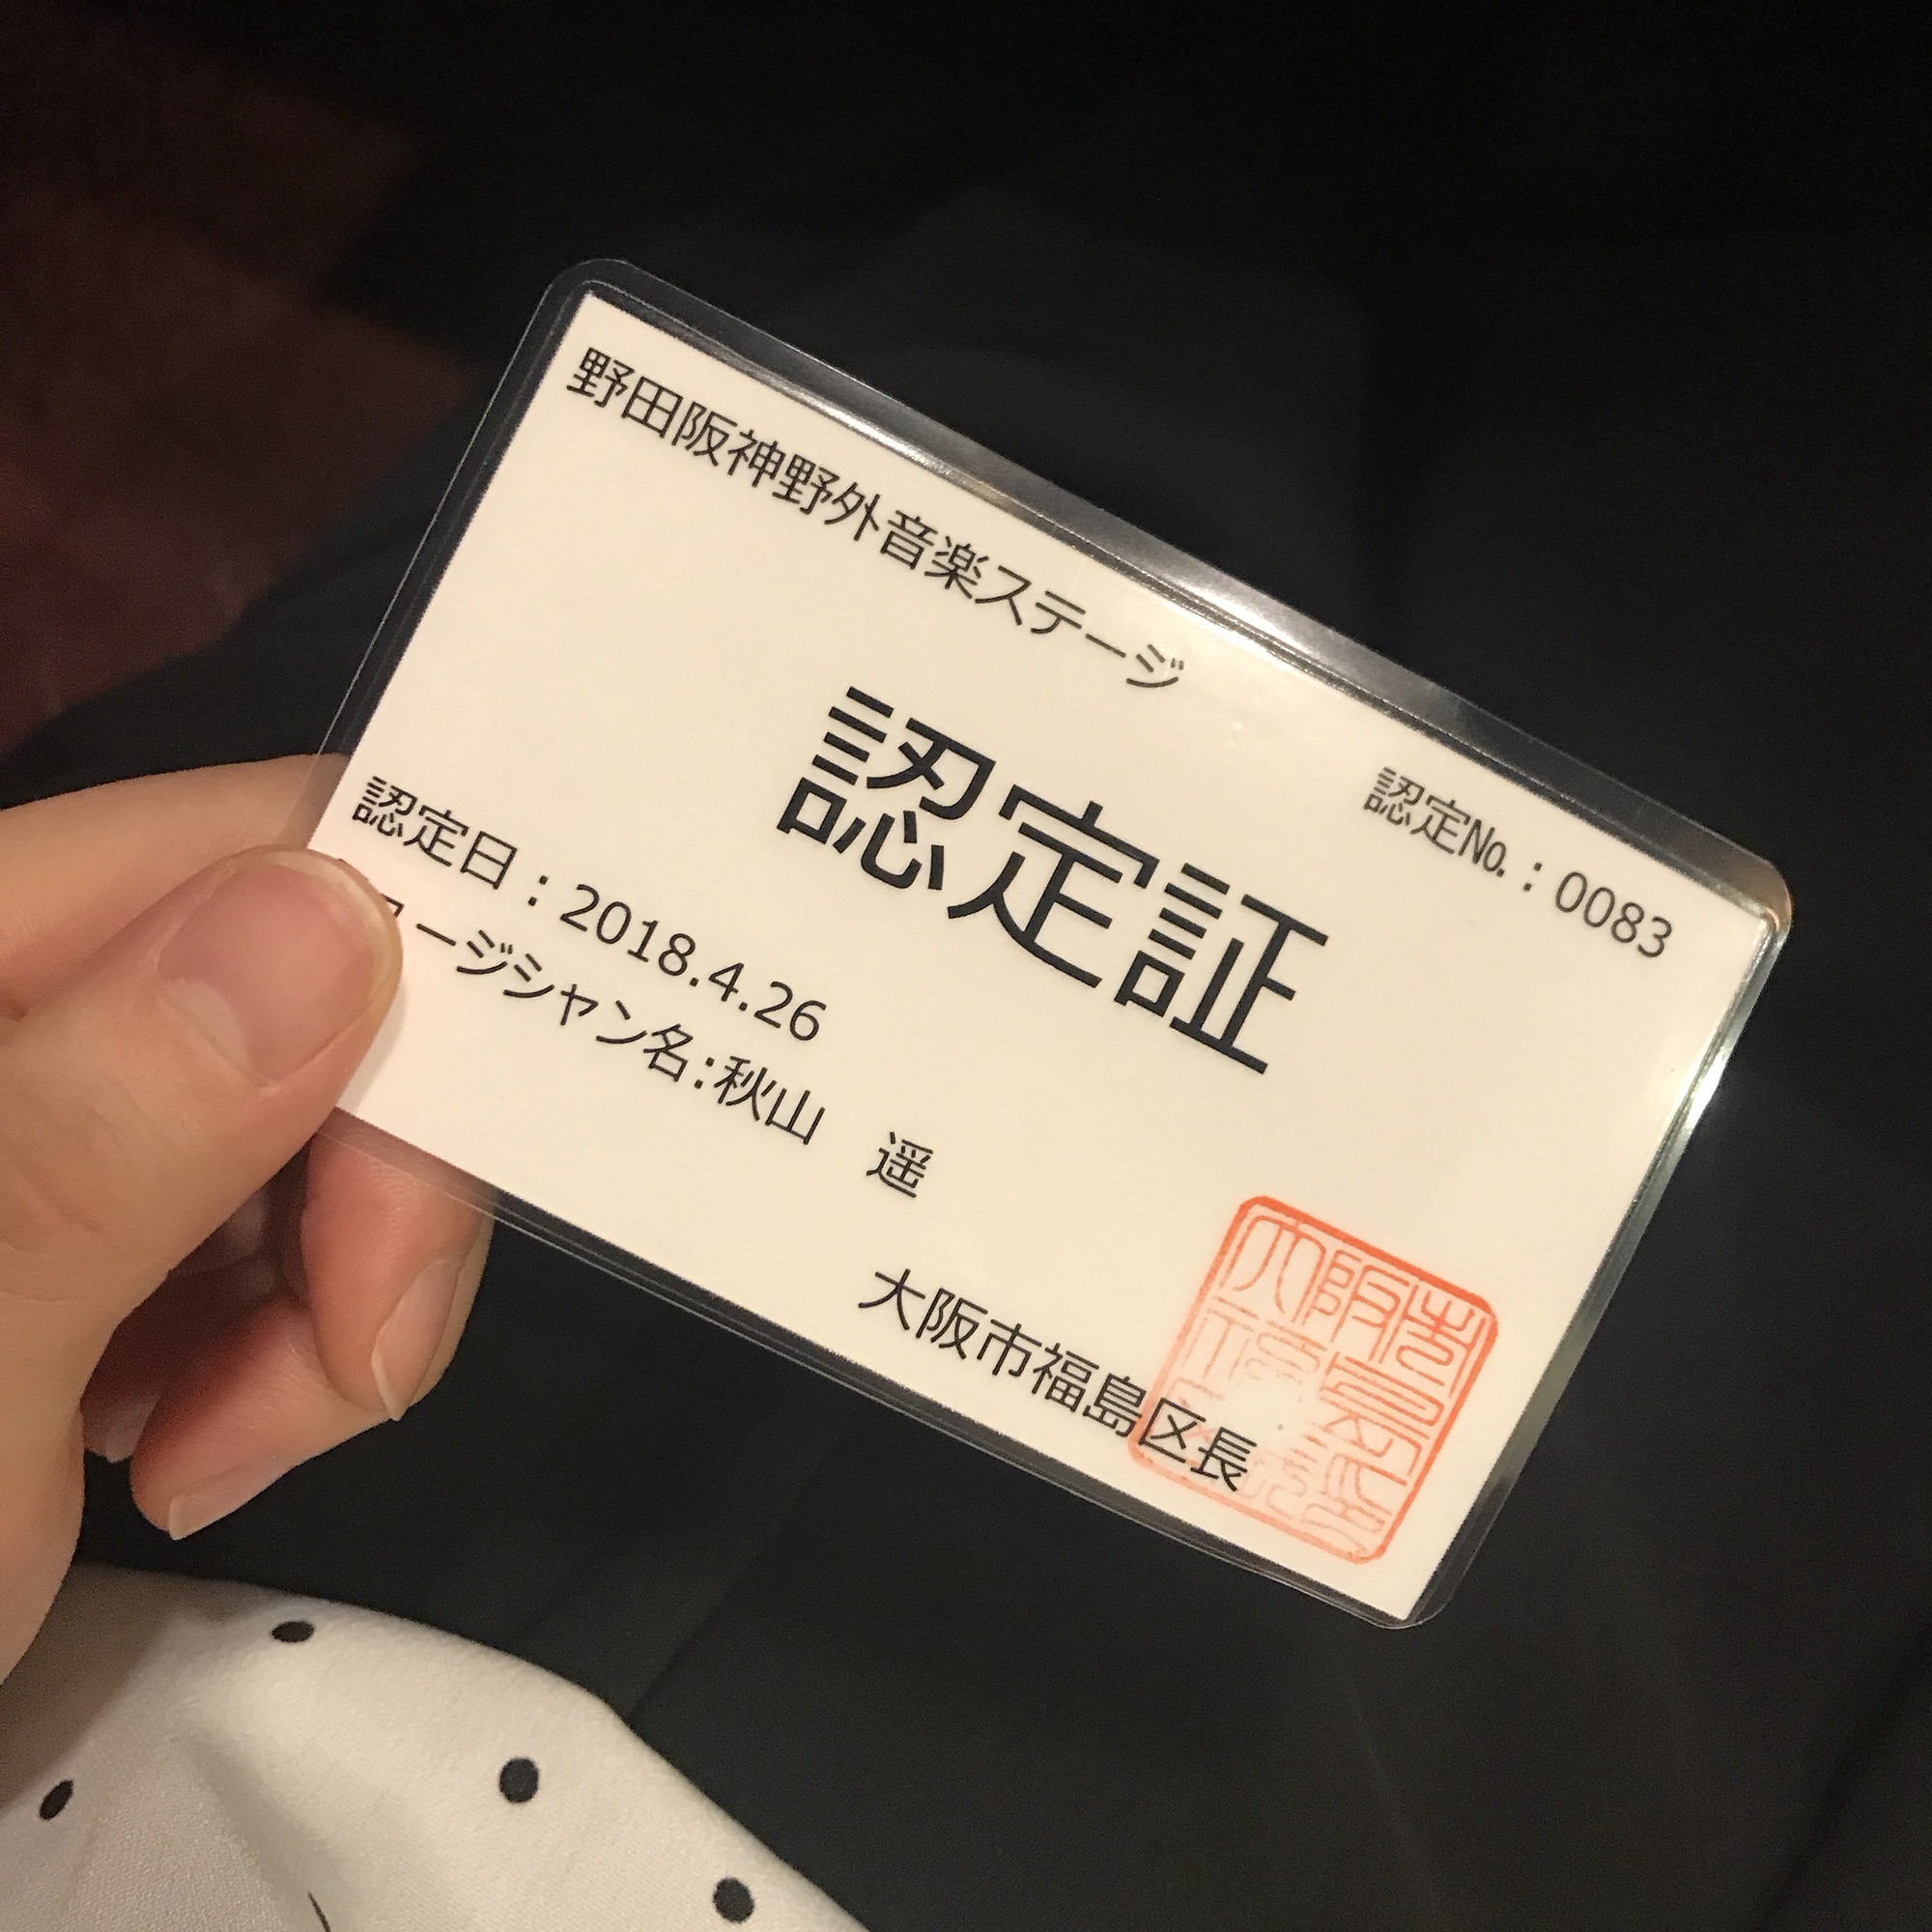 野田阪神野外音楽ステージ
認定№.：0083
認定証
認定日：2018.4.26
ージシャン名:秋山　遥
大阪市福島区長